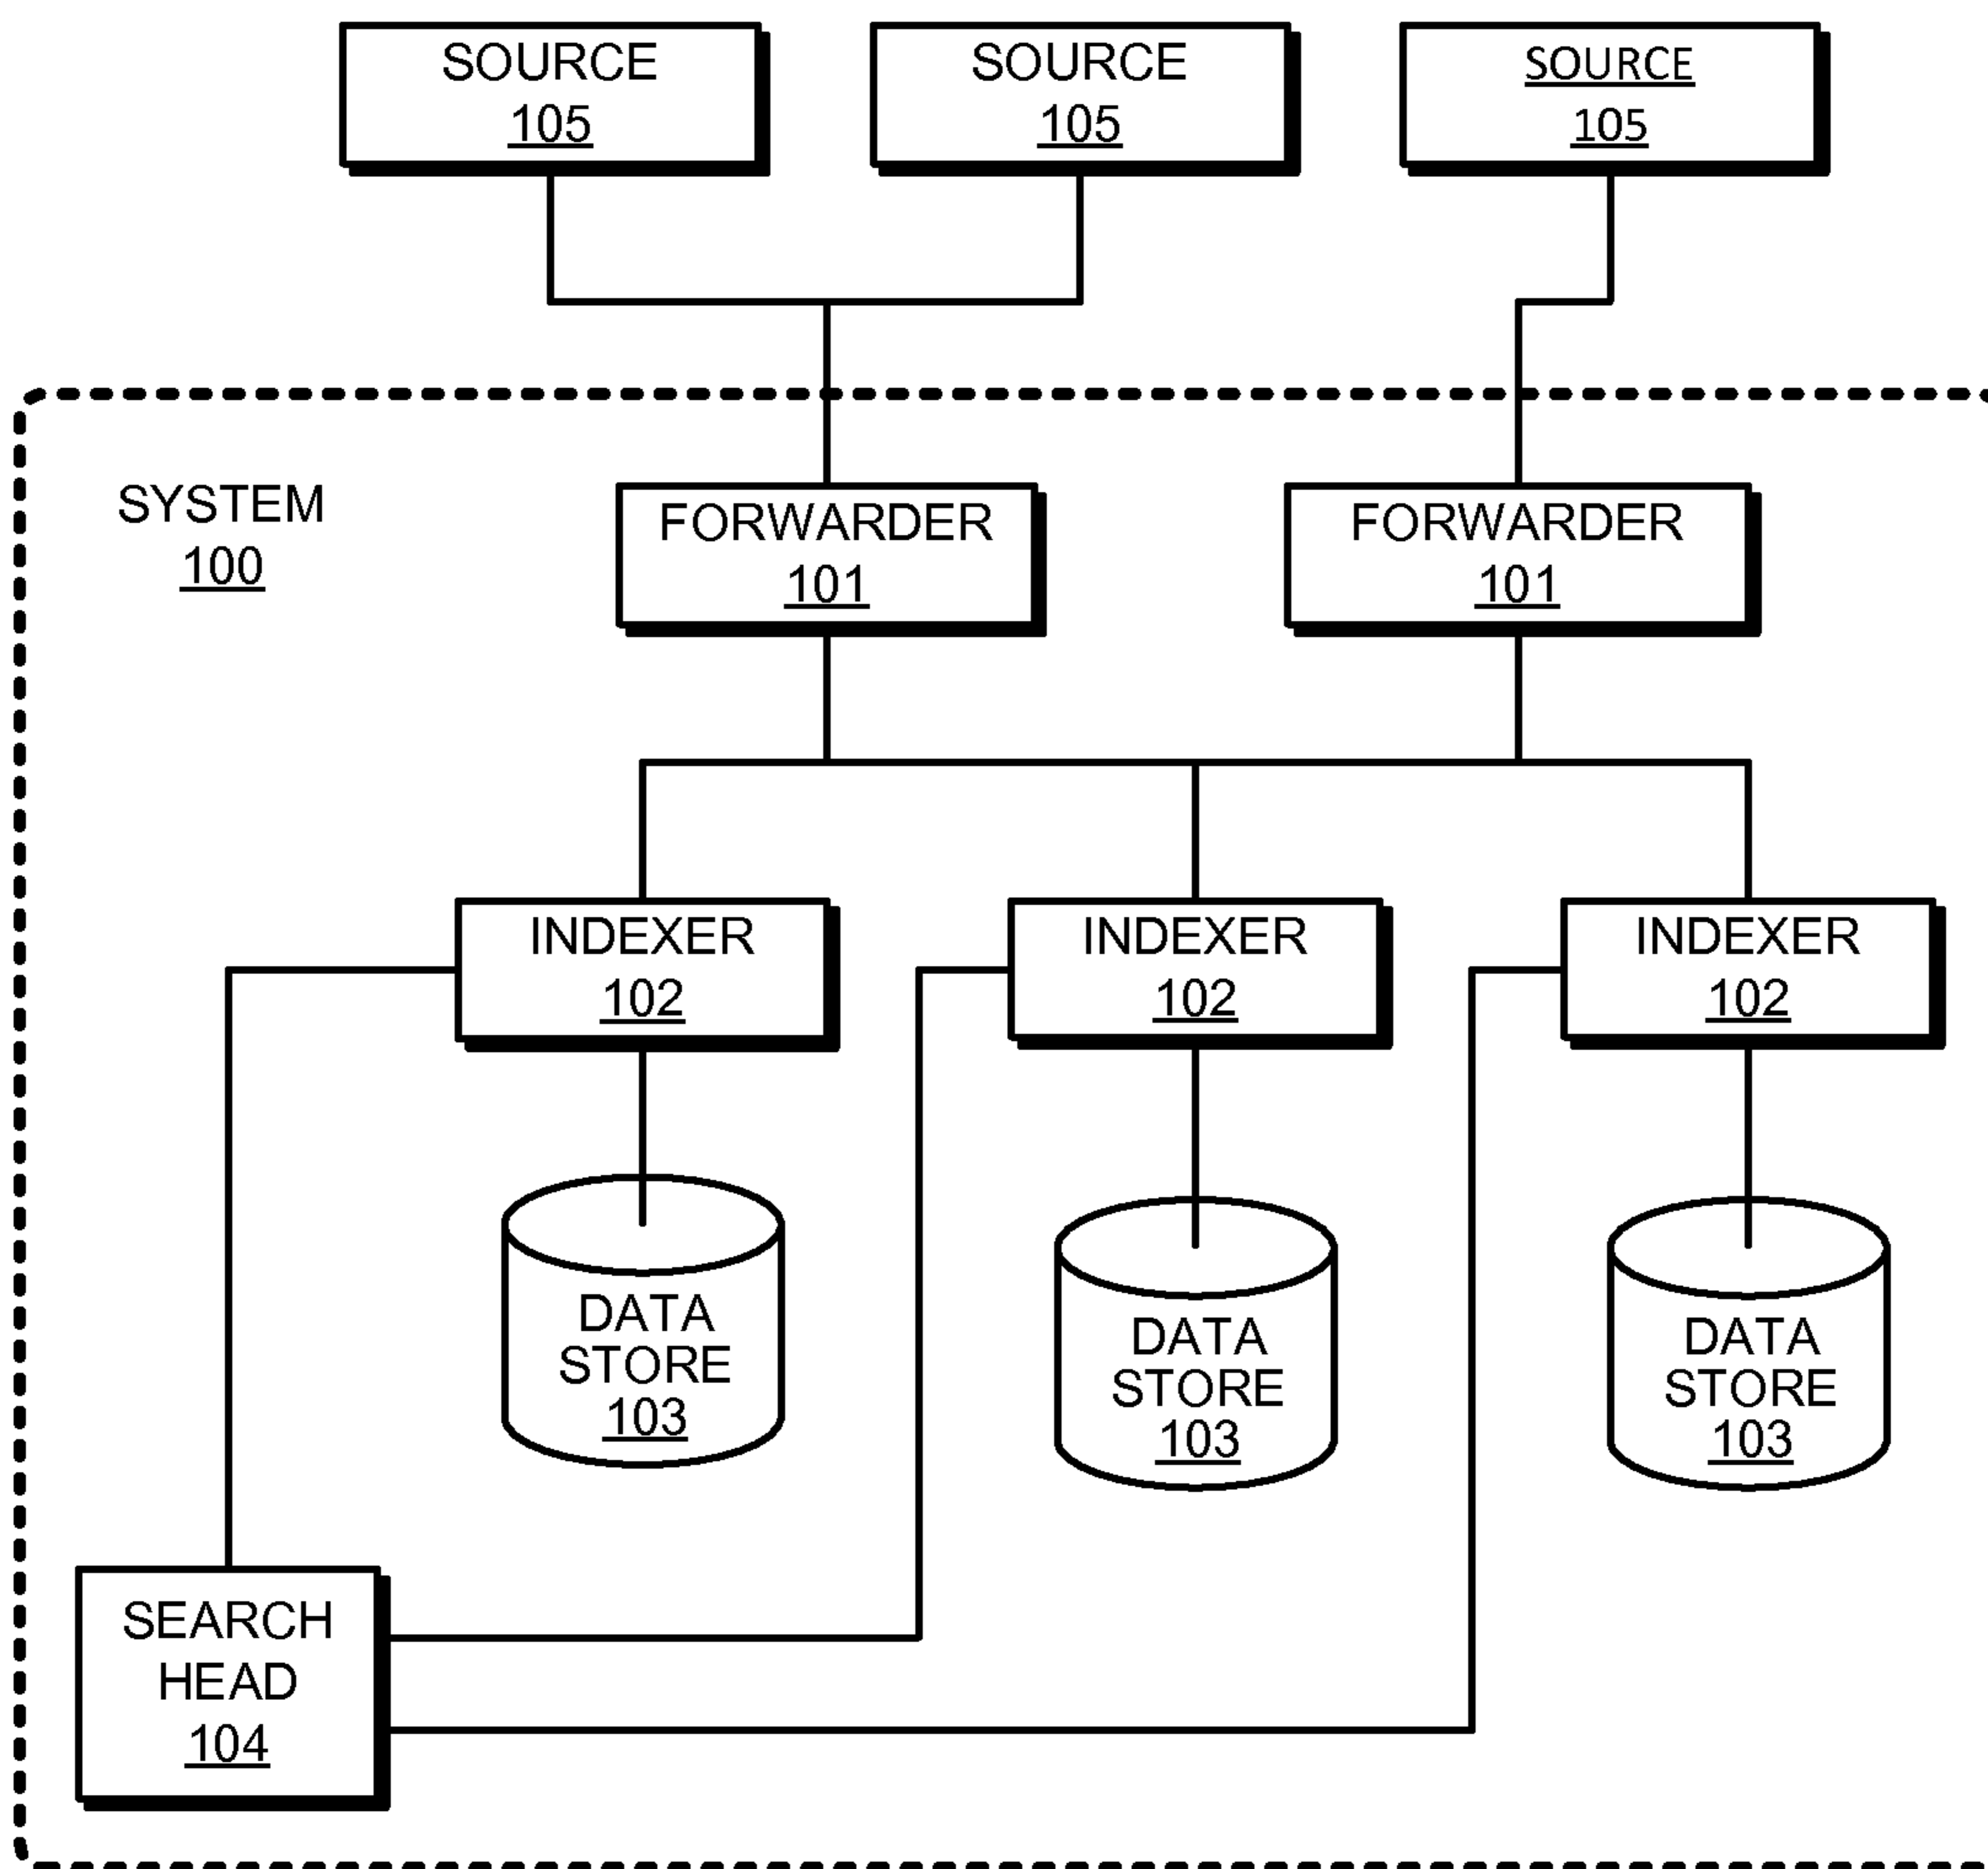 SOURCE
105
SOURCE
105
SOURCE
105
SYSTEM
100
FORWARDER
101
FORWARDER
101
INDEXER
102
INDEXER
102
INDEXER
102
DATA
STORE
103
DATA
STORE
103
DATA
STORE
103
SEARCH
HEAD
104